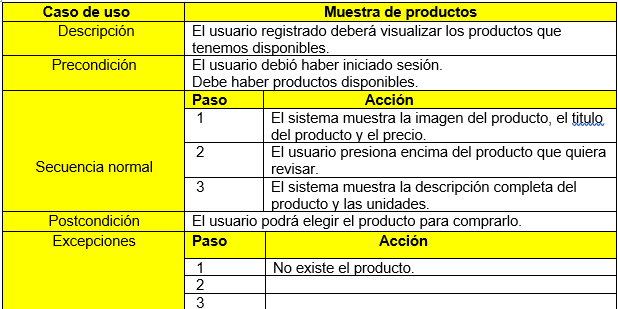 Caso de uso Muestra de productos
Descripción El usuario registrado deberá visualizar los productos que
tenemos disponibles.
Precondición El usuario debió haber iniciado sesión.
Debe haber productos disponibles.
Secuencia normal
Paso Acción
1 El sistema muestra la imagen del producto, el titulo
del producto y el precio.
2 El usuario presiona encima del producto que quiera
revisar.
3 El sistema muestra la descripción completa del
producto y las unidades.
Postcondición El usuario podrá elegir el producto para comprarlo.
Excepciones Paso Acción
1 No existe el producto.
2
3